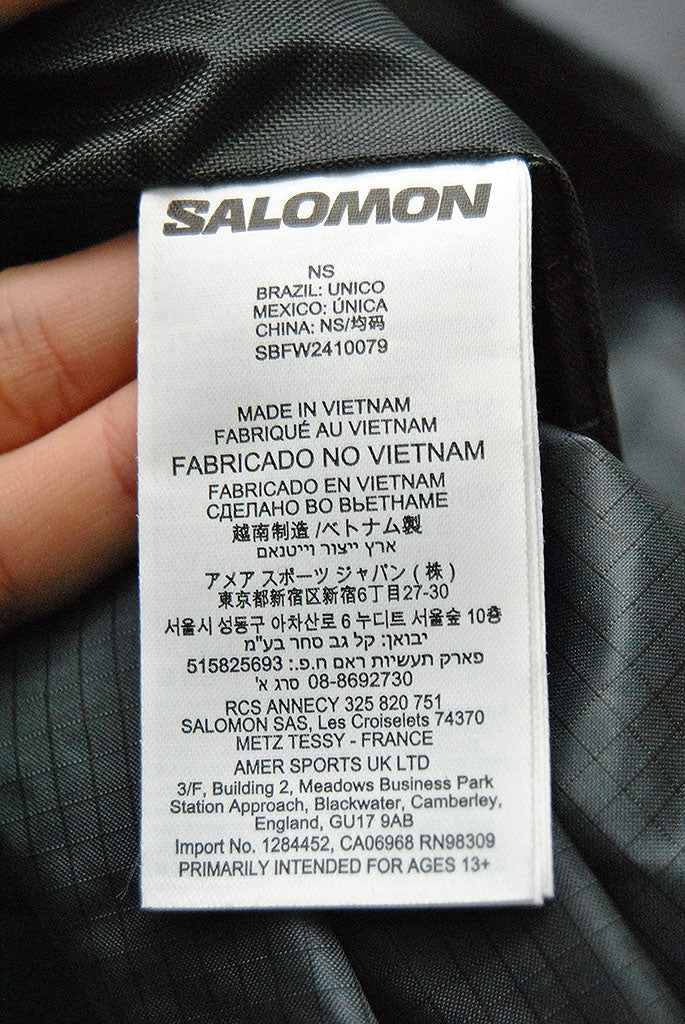 SALOMON
NS
BRAZIL: UNICO
MEXICO: ÚNICA
CHINA: NS/均码
SBFW2410079
MADE IN VIETNAM
FABRIQUÉ AU VIETNAM
FABRICADO NO VIETNAM
FABRICADO EN VIETNAM
СДЕЛАНО ВО ВЬЕТНАМЕ
越南制造 /ベトナム製
ארץ ייצור וייטנאם
アメア スポーツ ジャパン ( 株 )
東京都新宿区新宿6丁目27-30
서울시 성동구 아차산로 6 누디트 서울숲 10층
יבואן: קל גב סחר בע"מ
פארק תעשיות ראם ח.פ.: 515825693
08-8692730 סרג א'
RCS ANNECY 325 820 751
SALOMON SAS, Les Croiselets 74370
METZ TESSY - FRANCE
AMER SPORTS UK LTD
3/F, Building 2, Meadows Business Park
Station Approach, Blackwater, Camberley,
England, GU17 9AB
Import No. 1284452, CA06968 RN98309
PRIMARILY INTENDED FOR AGES 13+